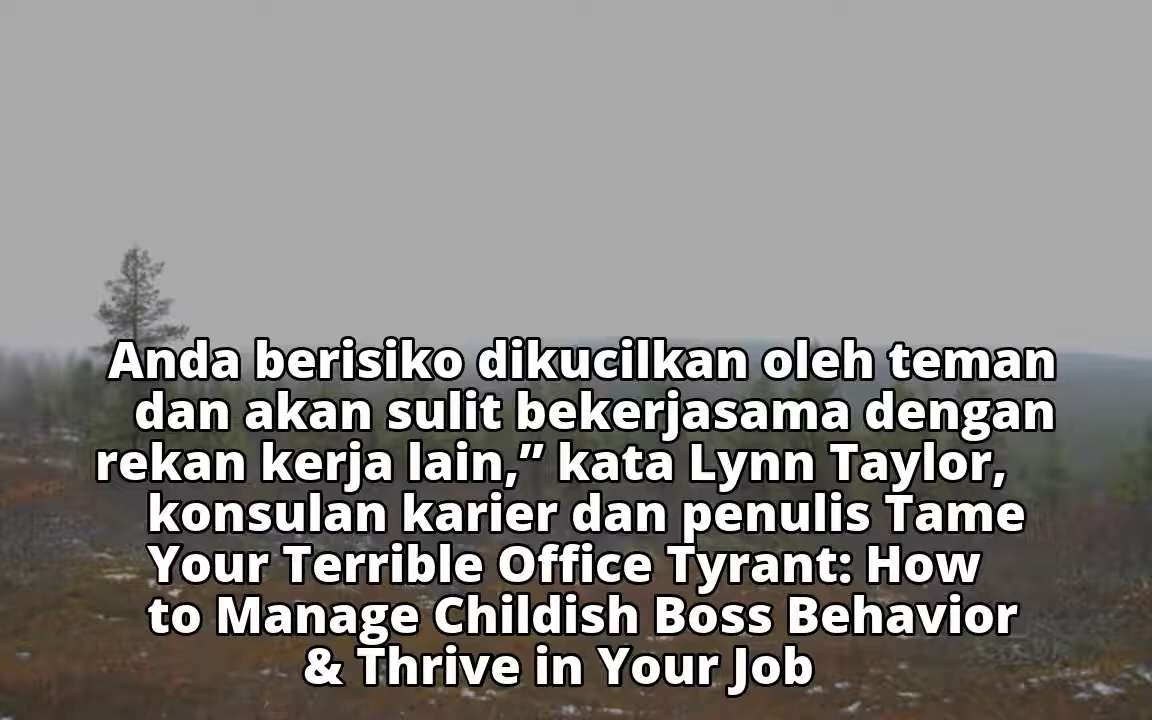 Anda berisiko dikucilkan oleh teman
dan akan sulit bekerjasama dengan
rekan kerja lain,” kata Lynn Taylor,
konsulan karier dan penulis Tame
Your Terrible Office Tyrant: How
to Manage Childish Boss Behavior
& Thrive in Your Job